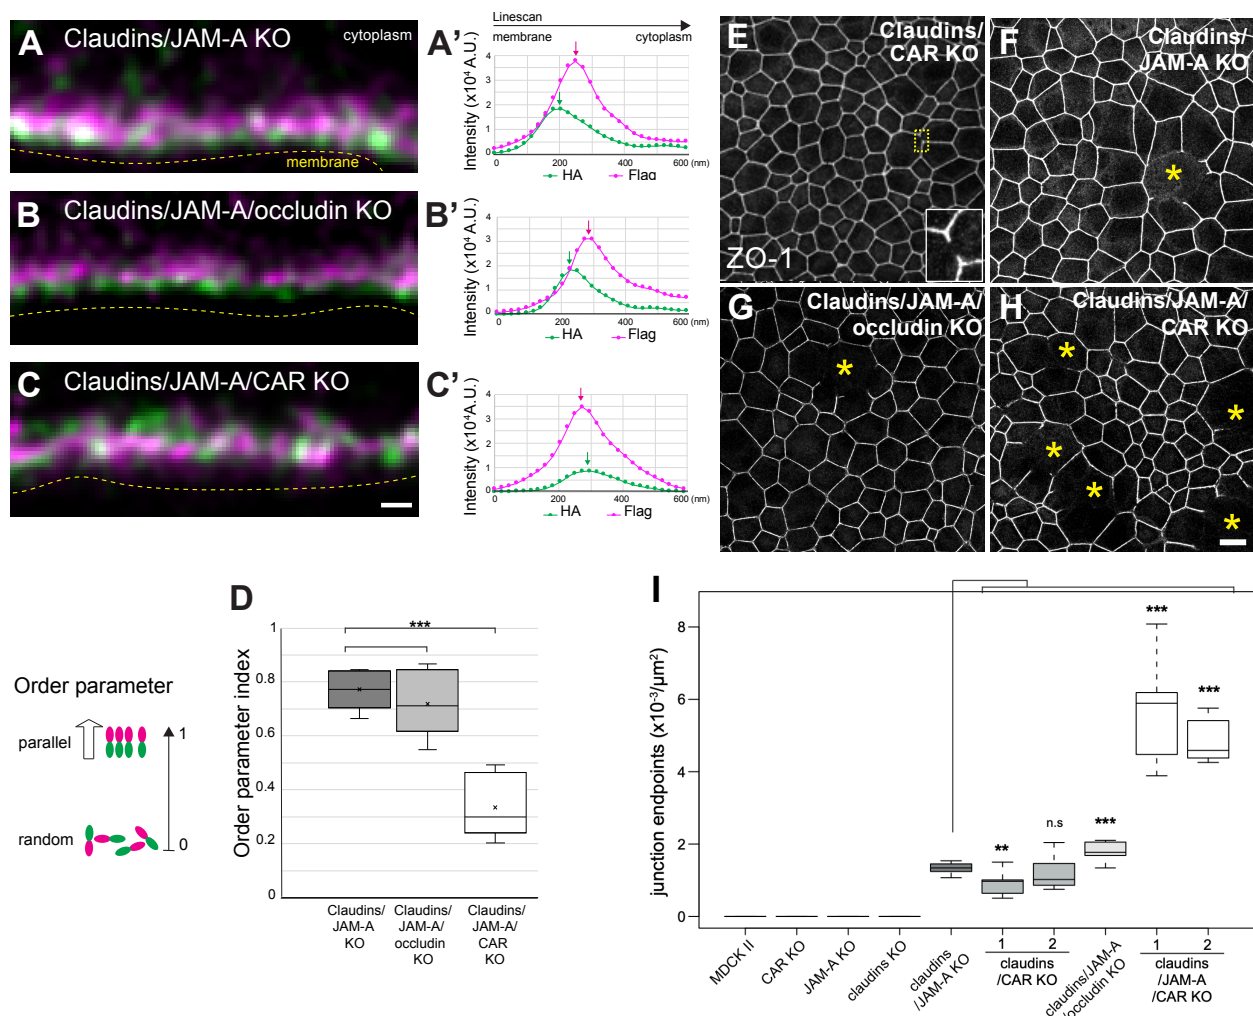 A Claudins/JAM-A KO cytoplasm
membrane
A'
Linescan
membrane cytoplasm
Intensity (x10⁴ A.U.)
4
3
2
1
0
0 200 400 600 (nm)
HA Flag
B Claudins/JAM-A/occludin KO
B'
Intensity (x10⁴ A.U.)
4
3
2
1
0
0 200 400 600 (nm)
HA Flag
C Claudins/JAM-A/CAR KO
C'
Intensity (x10⁴A.U.)
4
3
2
1
0
0 200 400 600 (nm)
HA Flag
E Claudins/
CAR KO
ZO-1
F Claudins/
JAM-A KO
*
G Claudins/JAM-A/
occludin KO
*
H Claudins/JAM-A/
CAR KO
*
*
*
*
*
Order parameter
parallel
1
random
0
D
Order parameter index
1
0.8
0.6
0.4
0.2
0
***
Claudins/
JAM-A
KO
Claudins/
JAM-A/
occludin
KO
Claudins/
JAM-A/
CAR
KO
I
junction endpoints (x10⁻³/µm²)
8
6
4
2
0
**
n.s
***
***
***
MDCK II
CAR KO
JAM-A KO
claudins KO
claudins
/JAM-A KO
1 2
claudins
/CAR KO
claudins/JAM-A
/occludin KO
1 2
claudins
/JAM-A
/CAR KO